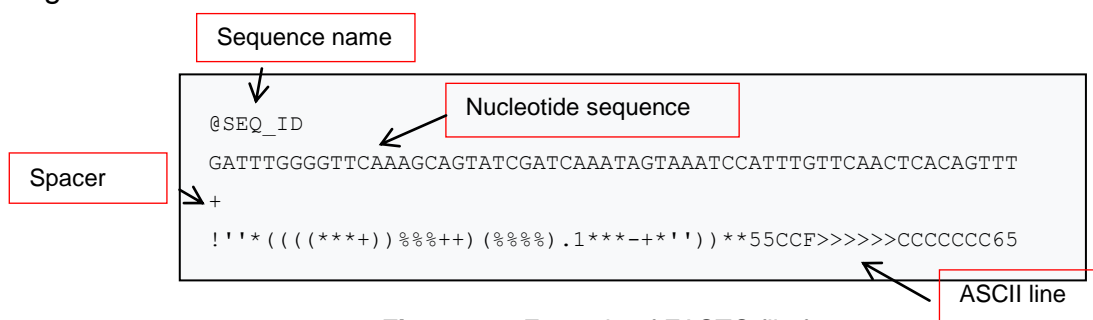 Sequence name
Nucleotide sequence
@SEQ_ID
GATTTGGGGTTCAAAGCAGTATCGATCAAATAGTAAATCCATTTGTTCAACTCACAGTTT
Spacer
+
!''*((((***+))%%%++)(%%%%).1***-+*''))**55CCF>>>>>>CCCCCCC65
ASCII line